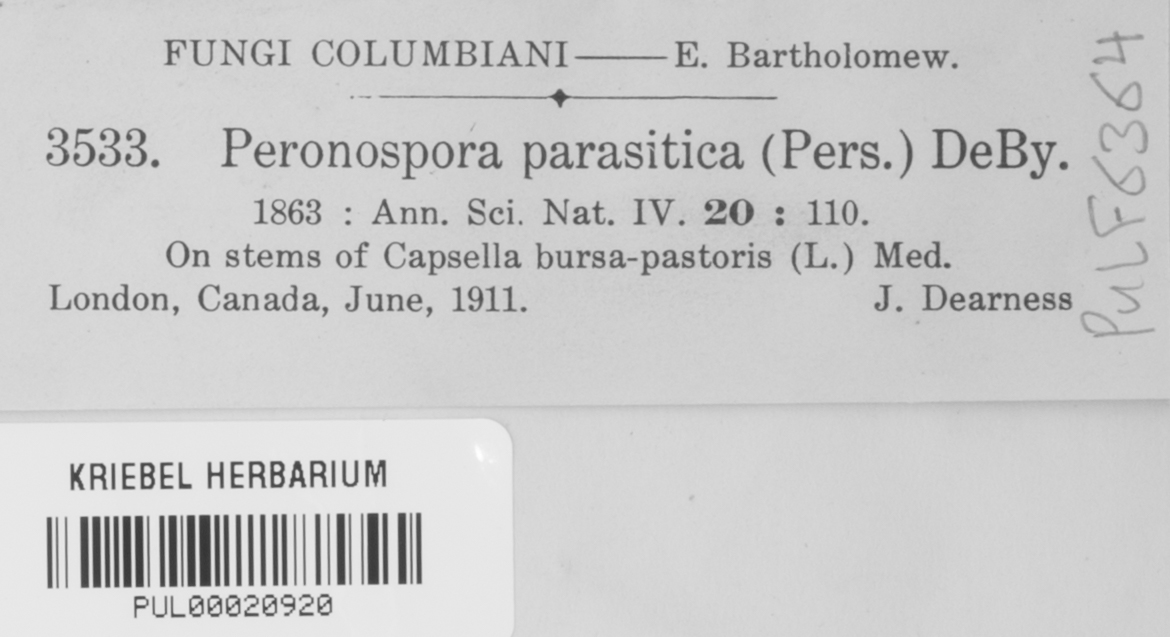 FUNGI COLUMBIANI——E. Bartholomew.
3533. Peronospora parasitica (Pers.) DeBy.
1863 : Ann. Sci. Nat. IV. 20 : 110.
On stems of Capsella bursa-pastoris (L.) Med.
London, Canada, June, 1911. J. Dearness
PULF6364
KRIEBEL HERBARIUM
PUL00020920